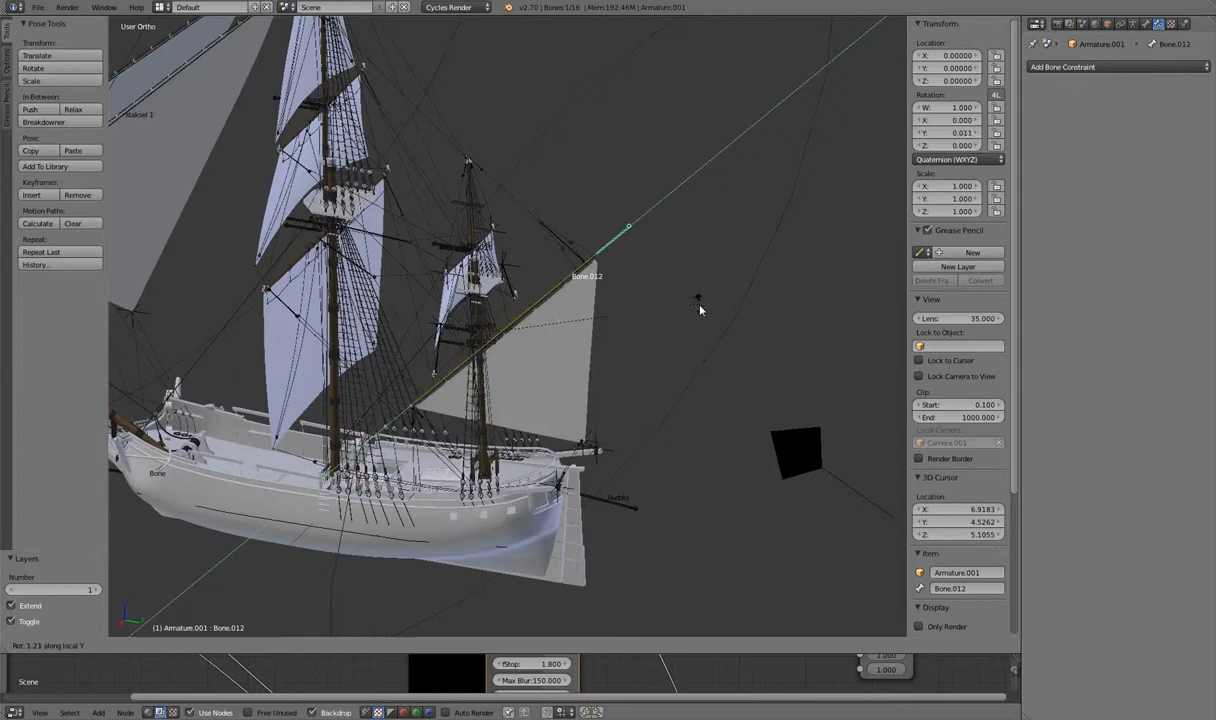 File Render Window Help Default Scene Cycles Render v2.70 | Bones:1/16 | Mem:192.46M | Armature.001
Pose Tools
Transform:
Translate
Rotate
Scale
In-Between:
Push Relax
Breakdowner
Pose:
Copy Paste
Add To Library
Keyframes:
Insert Remove
Motion Paths:
Calculate Clear
Repeat:
Repeat Last
History...
Layers
Number
1
Extend
Toggle
Tools
Options
Grease Pencil
User Ortho
Staksel 1
Bone.012
Bone
Rudder
(1) Armature.001 : Bone.012
Rot: 1.21 along local Y
Transform
Location:
X: 0.00000
Y: 0.00000
Z: 0.00000
Rotation: 4L
W: 1.000
X: 0.000
Y: 0.011
Z: 0.000
Quaternion (WXYZ)
Scale:
X: 1.000
Y: 1.000
Z: 1.000
Grease Pencil
New
New Layer
Delete Fra... Convert
View
Lens: 35.000
Lock to Object:
Lock to Cursor
Lock Camera to View
Clip:
Start: 0.100
End: 1000.000
Local Camera:
Camera.001
Render Border
3D Cursor
Location:
X: 6.9183
Y: 4.5262
Z: 5.1055
Item
Armature.001
Bone.012
Display
Only Render
Armature.001 Bone.012
Add Bone Constraint
fStop: 1.800
Max Blur:150.000
1.000
Scene
View Select Add Node Use Nodes Free Unused Backdrop Auto Render